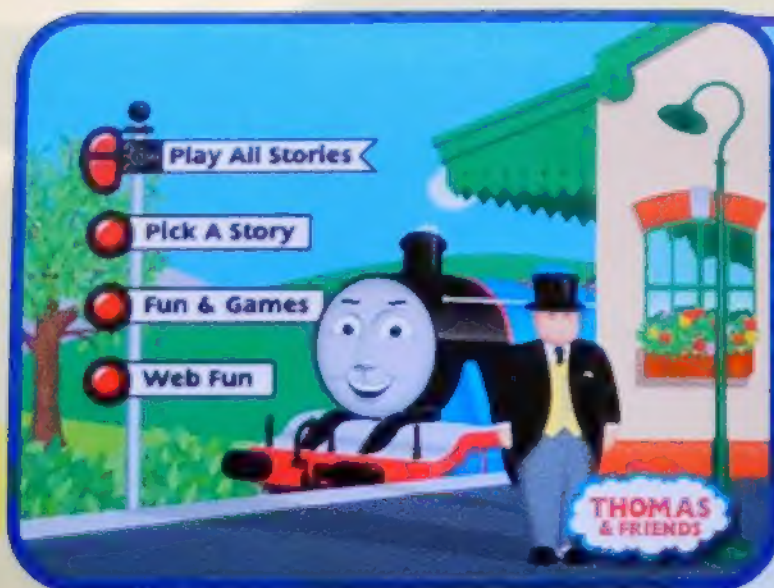 Play All Stories
Pick A Story
Fun & Games
Web Fun
THOMAS
& FRIENDS